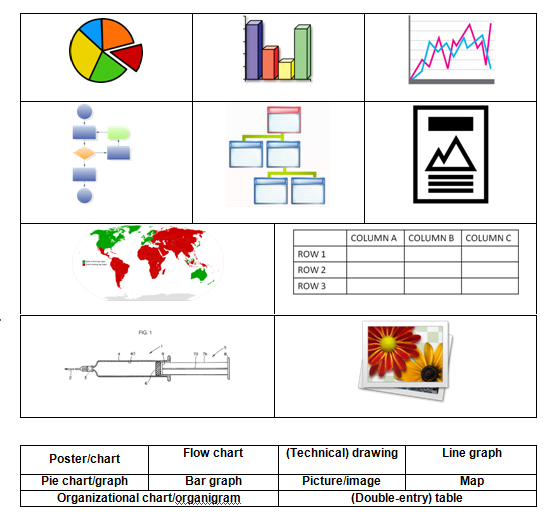 COLUMN A COLUMN B COLUMN C
ROW 1
ROW 2
ROW 3
FIG. 1
Poster/chart Flow chart (Technical) drawing Line graph
Pie chart/graph Bar graph Picture/image Map
Organizational chart/organigram (Double-entry) table